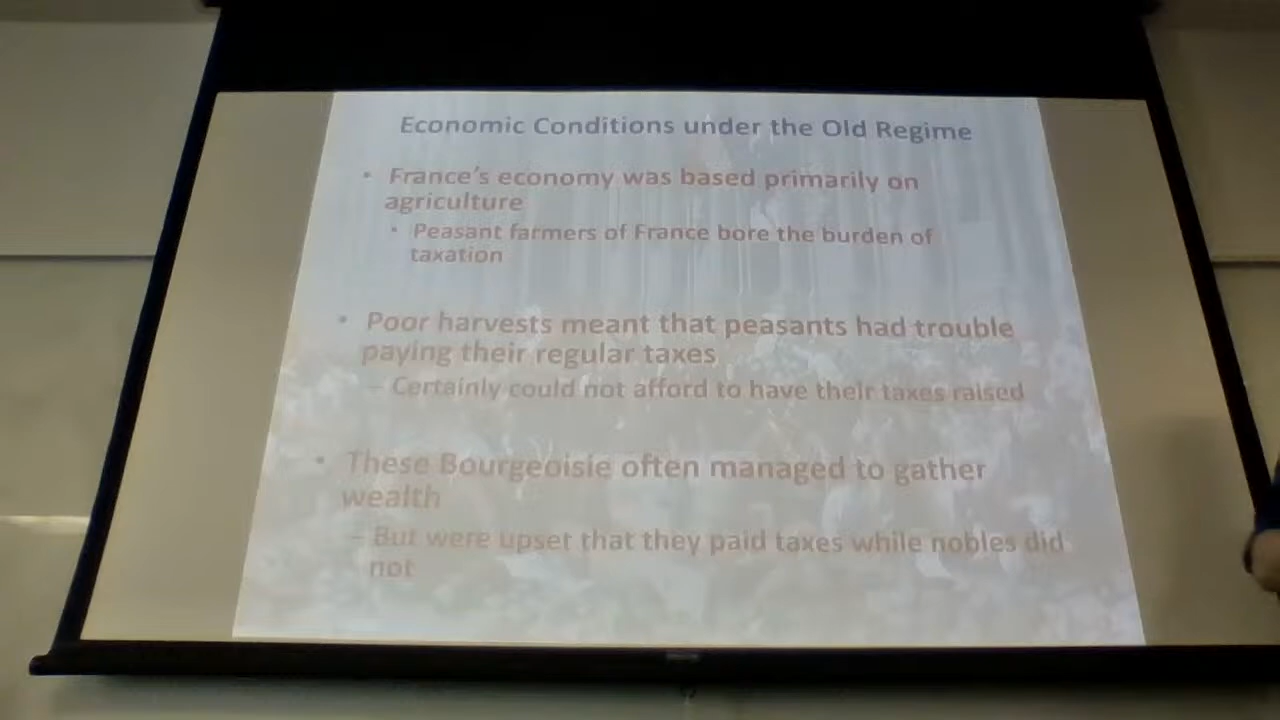 Economic Conditions under the Old Regime
• France's economy was based primarily on
agriculture
• Peasant farmers of France bore the burden of
taxation
• Poor harvests meant that peasants had trouble
paying their regular taxes
– Certainly could not afford to have their taxes raised
• These Bourgeoisie often managed to gather
wealth
– But were upset that they paid taxes while nobles did
not